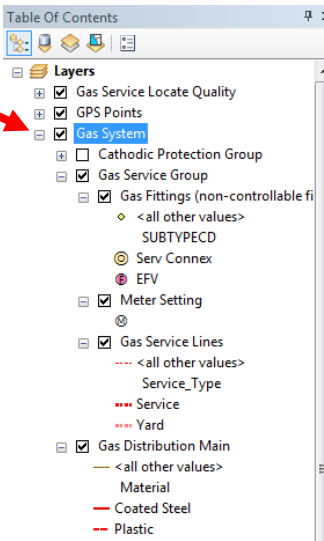 Table Of Contents
Layers
Gas Service Locate Quality
GPS Points
Gas System
Cathodic Protection Group
Gas Service Group
Gas Fittings (non-controllable fi
<all other values>
SUBTYPECD
Serv Connex
F EFV
Meter Setting
M
Gas Service Lines
<all other values>
Service_Type
Service
Yard
Gas Distribution Main
<all other values>
Material
Coated Steel
Plastic